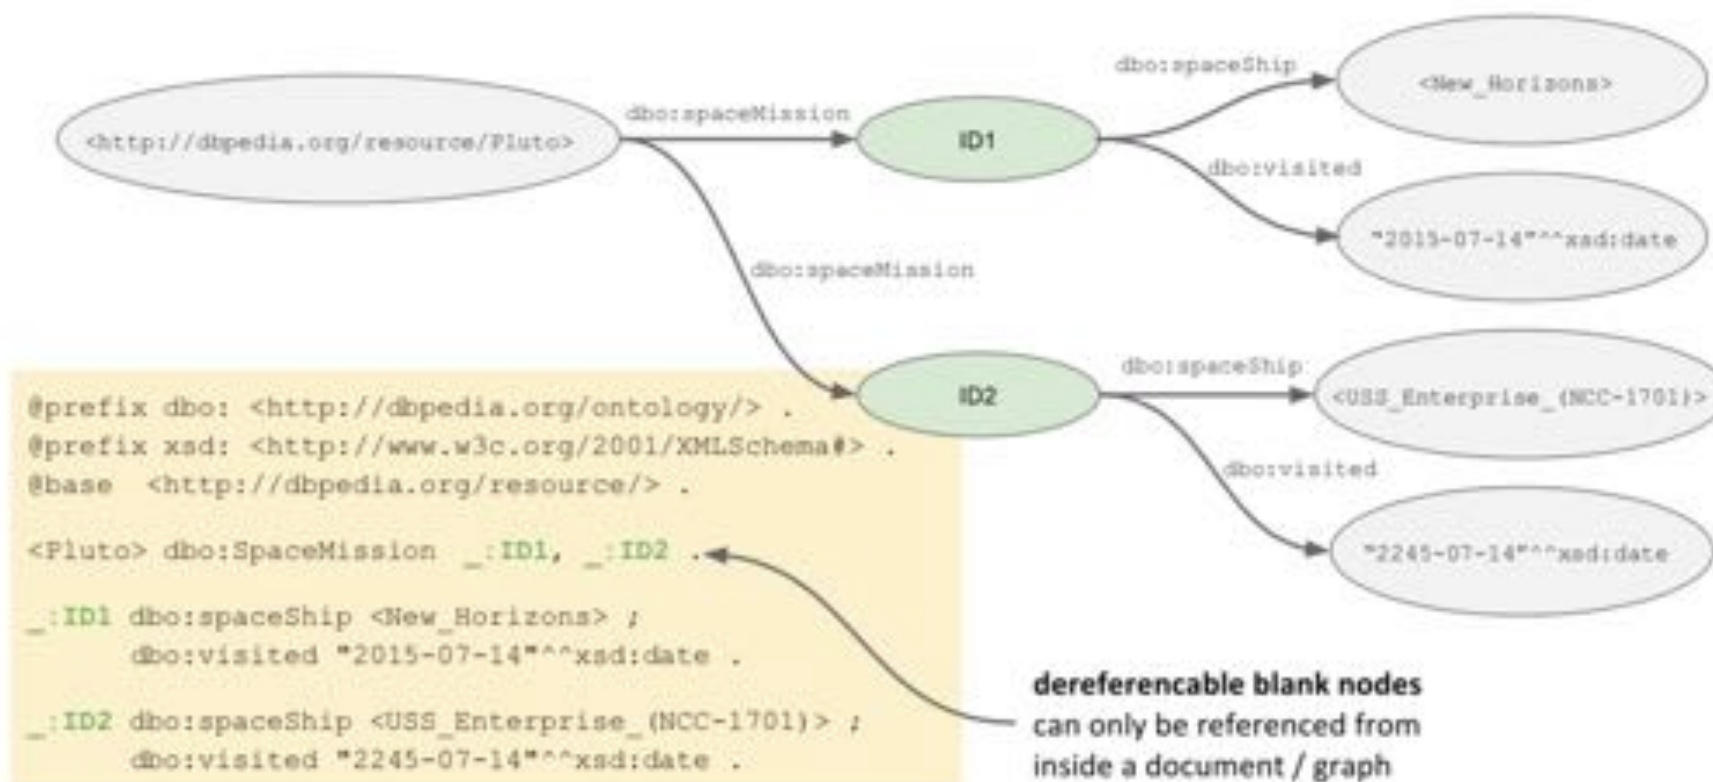 <http://dbpedia.org/resource/Pluto>
dbo:spaceMission
ID1
dbo:spaceShip
<New_Horizons>
dbo:visited
"2015-07-14"^^xsd:date
dbo:spaceMission
ID2
dbo:spaceShip
<USS_Enterprise_(NCC-1701)>
dbo:visited
"2245-07-14"^^xsd:date
@prefix dbo: <http://dbpedia.org/ontology/> .
@prefix xsd: <http://www.w3c.org/2001/XMLSchema#> .
@base <http://dbpedia.org/resource/> .
<Pluto> dbo:SpaceMission _:ID1, _:ID2 .
_:ID1 dbo:spaceShip <New_Horizons> ;
dbo:visited "2015-07-14"^^xsd:date .
_:ID2 dbo:spaceShip <USS_Enterprise_(NCC-1701)> ;
dbo:visited "2245-07-14"^^xsd:date .
dereferencable blank nodes
can only be referenced from
inside a document / graph